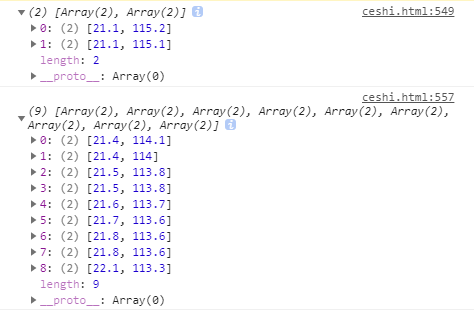 (2) [Array(2), Array(2)] i ceshi.html:549
0: (2) [21.1, 115.2]
1: (2) [21.1, 115.1]
length: 2
__proto__: Array(0)
ceshi.html:557
(9) [Array(2), Array(2), Array(2), Array(2), Array(2), Array(2),
Array(2), Array(2), Array(2)] i
0: (2) [21.4, 114.1]
1: (2) [21.4, 114]
2: (2) [21.5, 113.8]
3: (2) [21.5, 113.8]
4: (2) [21.6, 113.7]
5: (2) [21.7, 113.6]
6: (2) [21.8, 113.6]
7: (2) [21.8, 113.6]
8: (2) [22.1, 113.3]
length: 9
__proto__: Array(0)